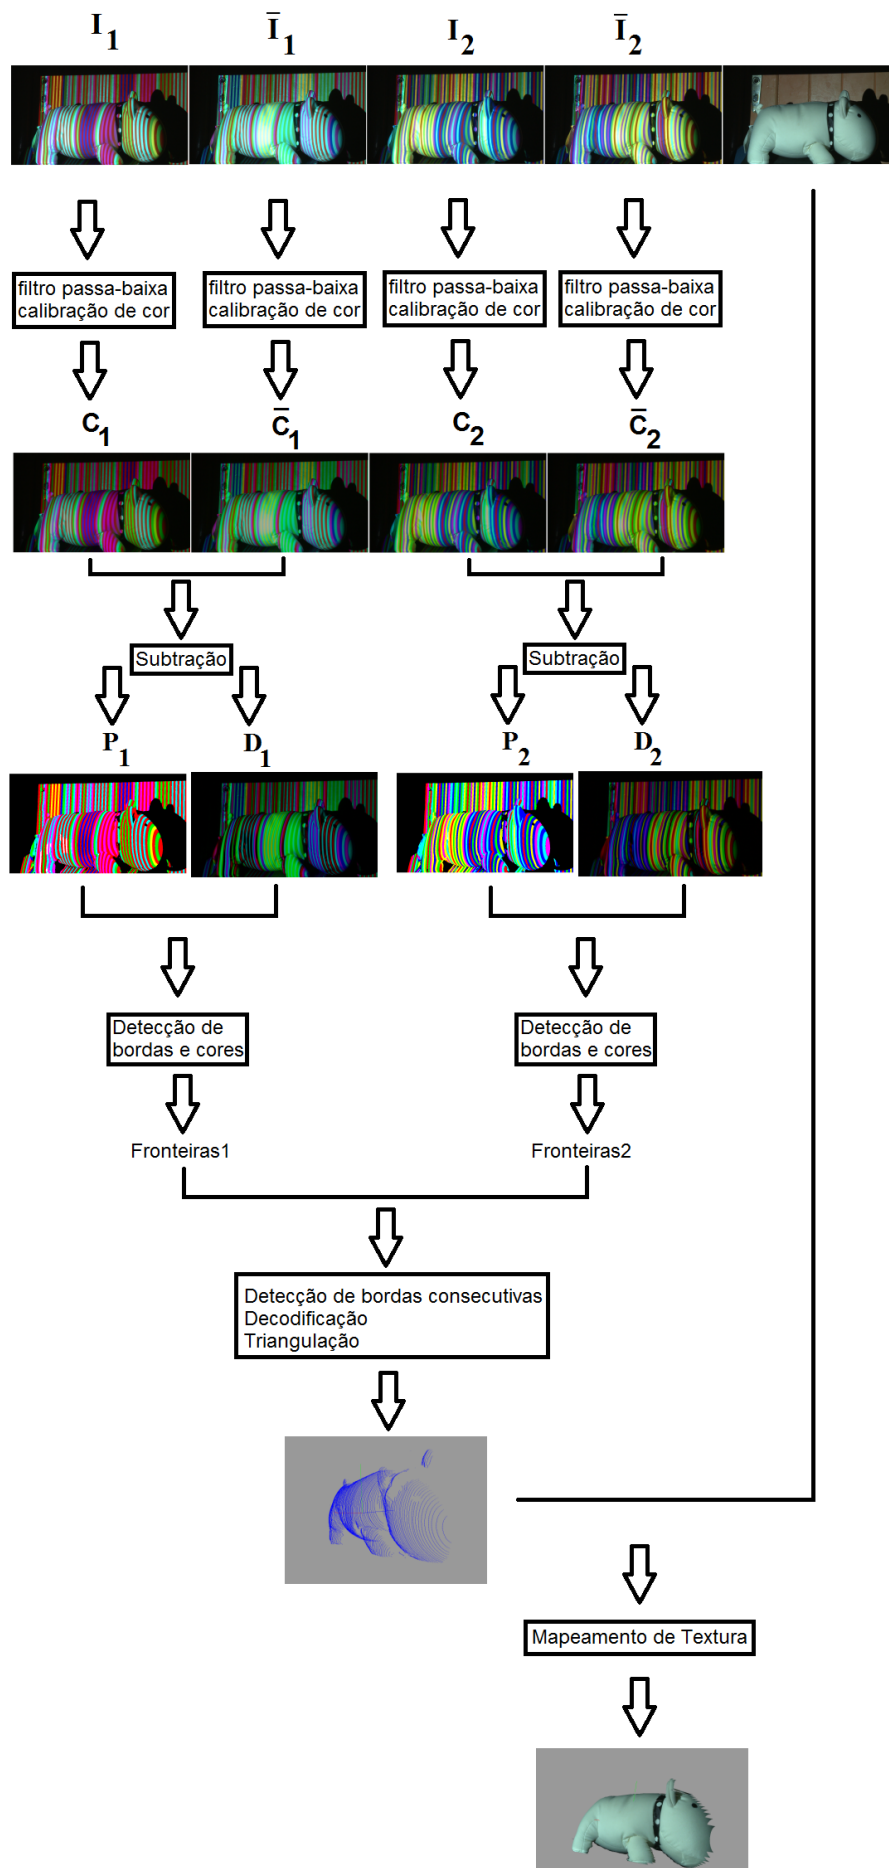 I1 Ī1 I2 Ī2
filtro passa-baixa
calibração de cor
filtro passa-baixa
calibração de cor
filtro passa-baixa
calibração de cor
filtro passa-baixa
calibração de cor
C1 C̅1 C2 C̅2
Subtração
Subtração
P1 D1 P2 D2
Detecção de
bordas e cores
Detecção de
bordas e cores
Fronteiras1
Fronteiras2
Detecção de bordas consecutivas
Decodificação
Triangulação
Mapeamento de Textura